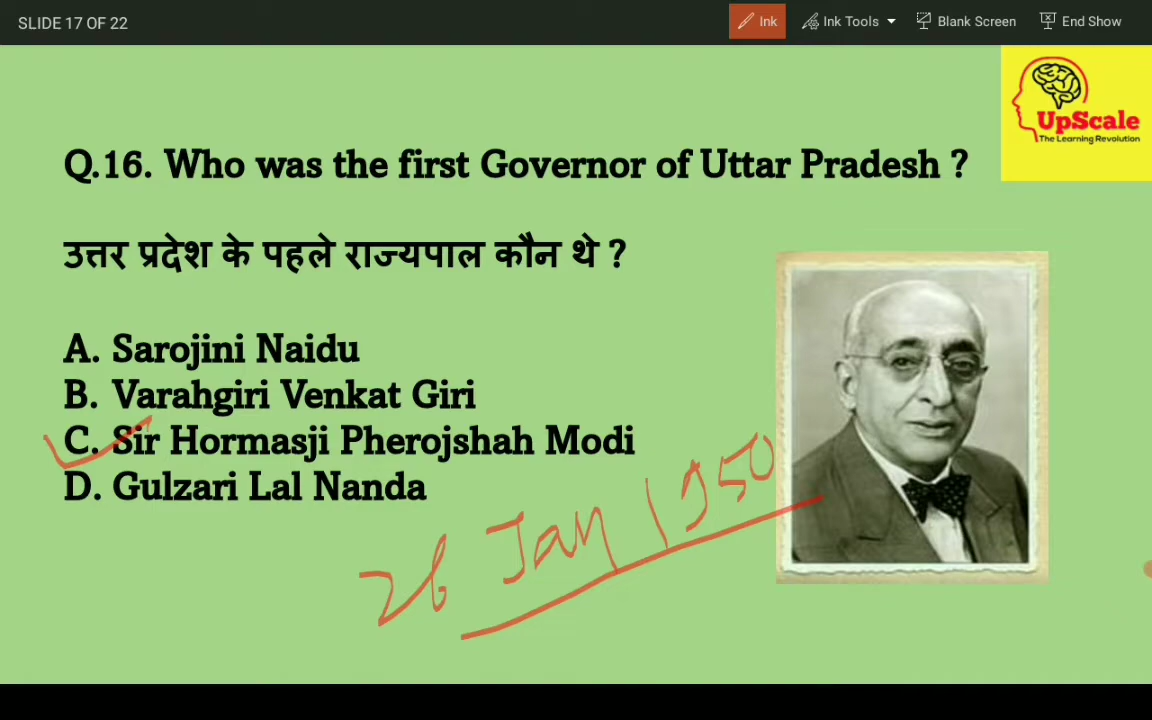 SLIDE 17 OF 22
Ink
Ink Tools
Blank Screen
End Show
UpScale
The Learning Revolution
Q.16. Who was the first Governor of Uttar Pradesh ?
उत्तर प्रदेश के पहले राज्यपाल कौन थे ?
A. Sarojini Naidu
B. Varahgiri Venkat Giri
C. Sir Hormasji Pherojshah Modi
D. Gulzari Lal Nanda
26 Jan 1950